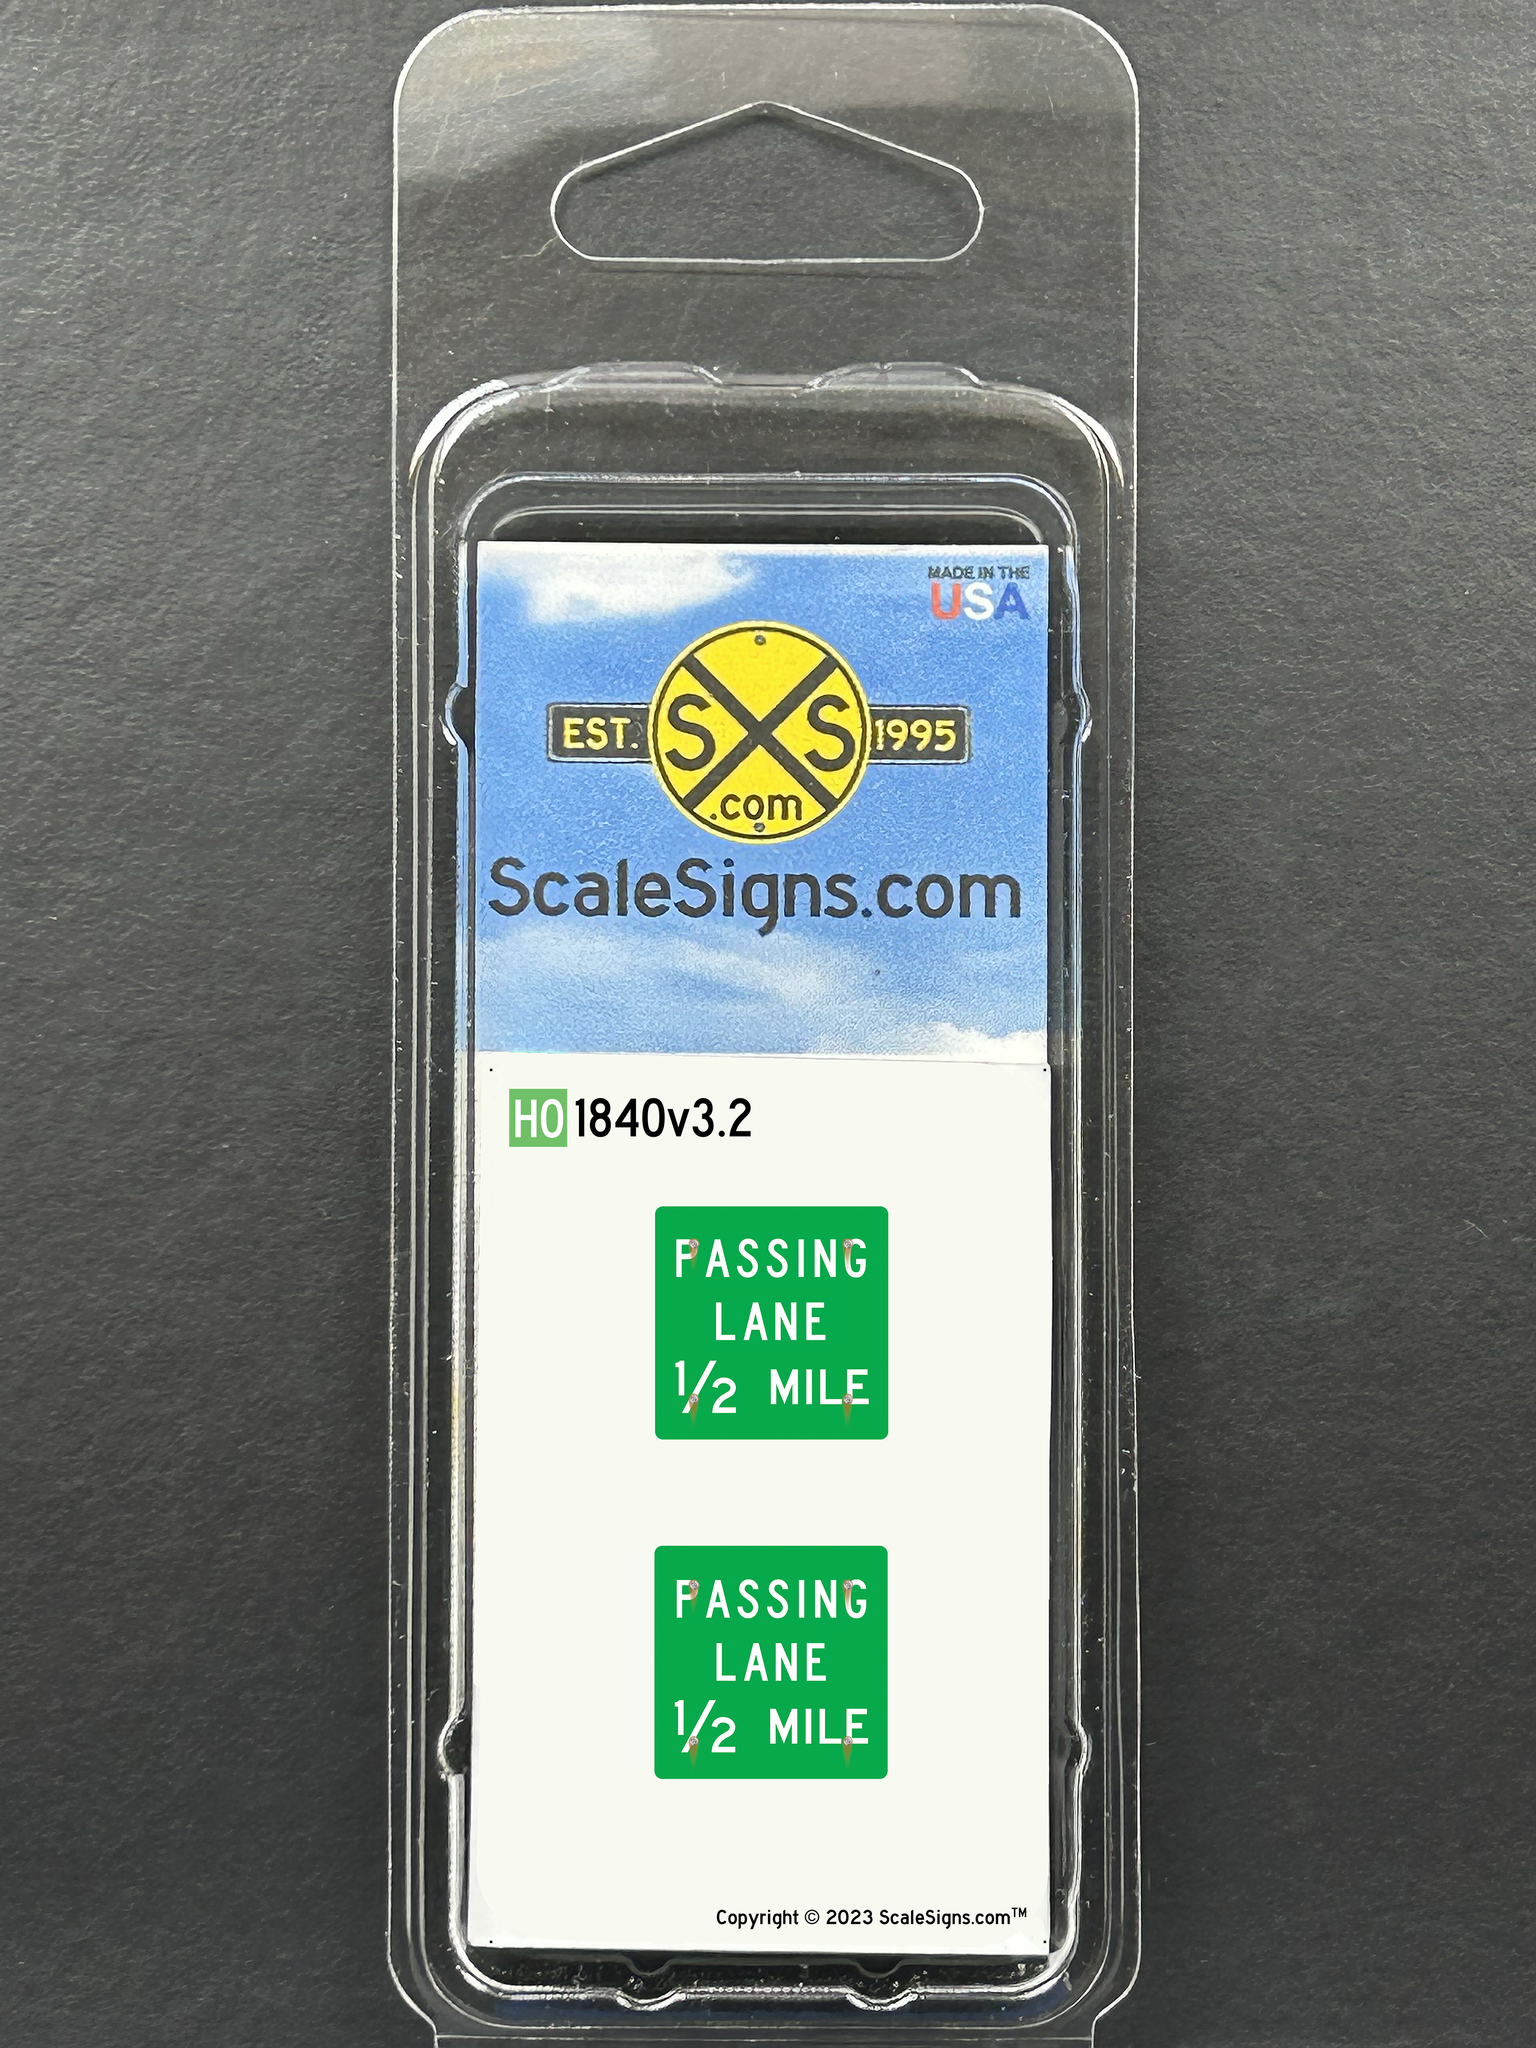 MADE IN THE
USA
EST. SXS 1995
.com
ScaleSigns.com
HO 1840v3.2
PASSING
LANE
1/2 MILE
PASSING
LANE
1/2 MILE
Copyright © 2023 ScaleSigns.com™